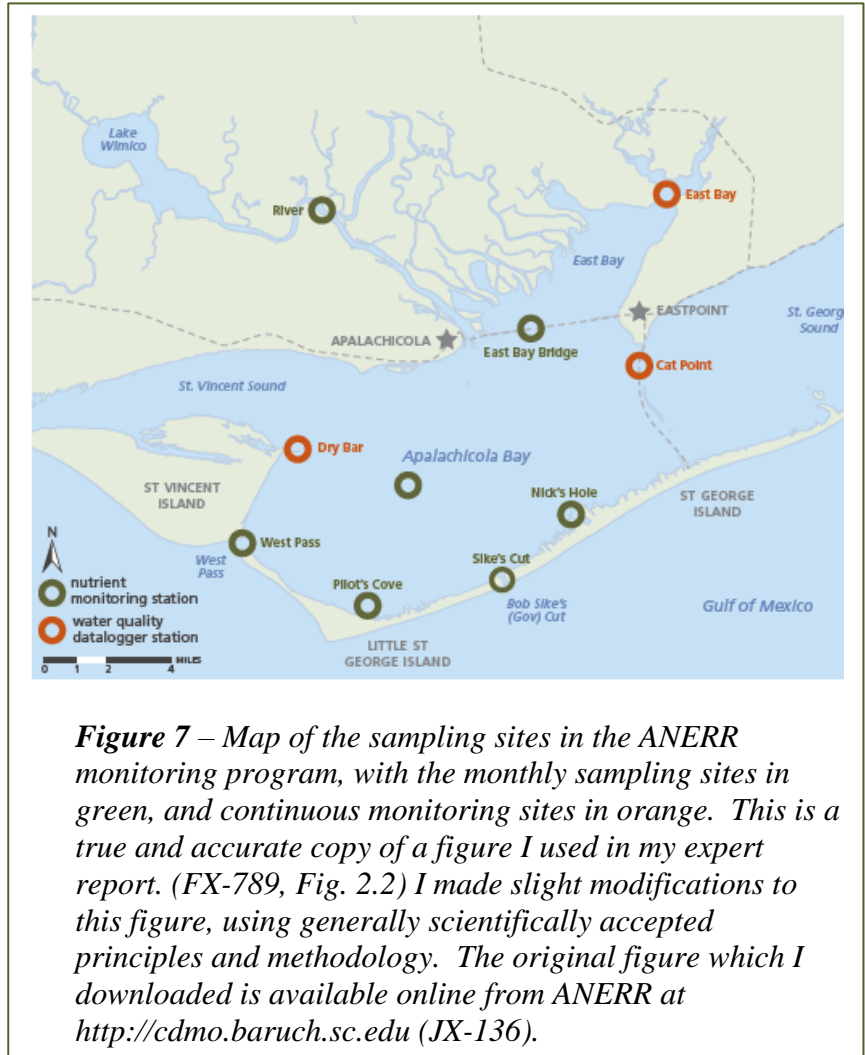 Lake
Wimico
River
East Bay
East Bay
APALACHICOLA
EASTPOINT
St. Georg
Sound
East Bay Bridge
Cat Point
St. Vincent Sound
Dry Bar
Apalachicola Bay
ST VINCENT
ISLAND
Nick's Hole
ST GEORGE
ISLAND
N
West Pass
West
Pass
Sike's Cut
Pilot's Cove
Bob Sike's
(Gov) Cut
Gulf of Mexico
nutrient
monitoring station
water quality
datalogger station
LITTLE ST
GEORGE ISLAND
MILES
0 1 2 4
Figure 7 – Map of the sampling sites in the ANERR
monitoring program, with the monthly sampling sites in
green, and continuous monitoring sites in orange. This is a
true and accurate copy of a figure I used in my expert
report. (FX-789, Fig. 2.2) I made slight modifications to
this figure, using generally scientifically accepted
principles and methodology. The original figure which I
downloaded is available online from ANERR at
http://cdmo.baruch.sc.edu (JX-136).